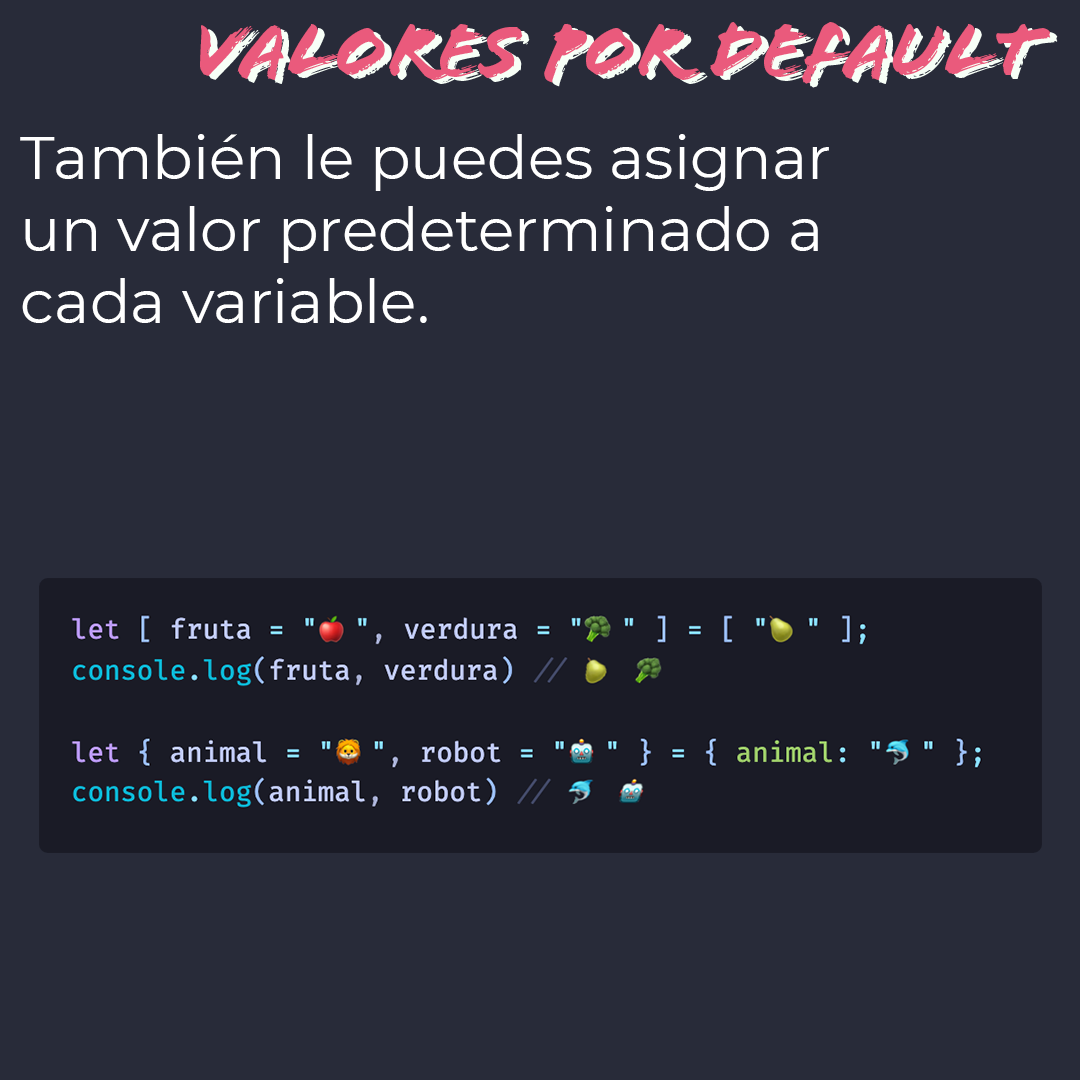 VALORES POR DEFAULT
También le puedes asignar
un valor predeterminado a
cada variable.
let [ fruta = "🍎 ", verdura = "🥦 " ] = [ "🍐 " ];
console.log(fruta, verdura) // 🍐 🥦
let { animal = "🦁 ", robot = "🤖 " } = { animal: "🐬 " };
console.log(animal, robot) // 🐬 🤖